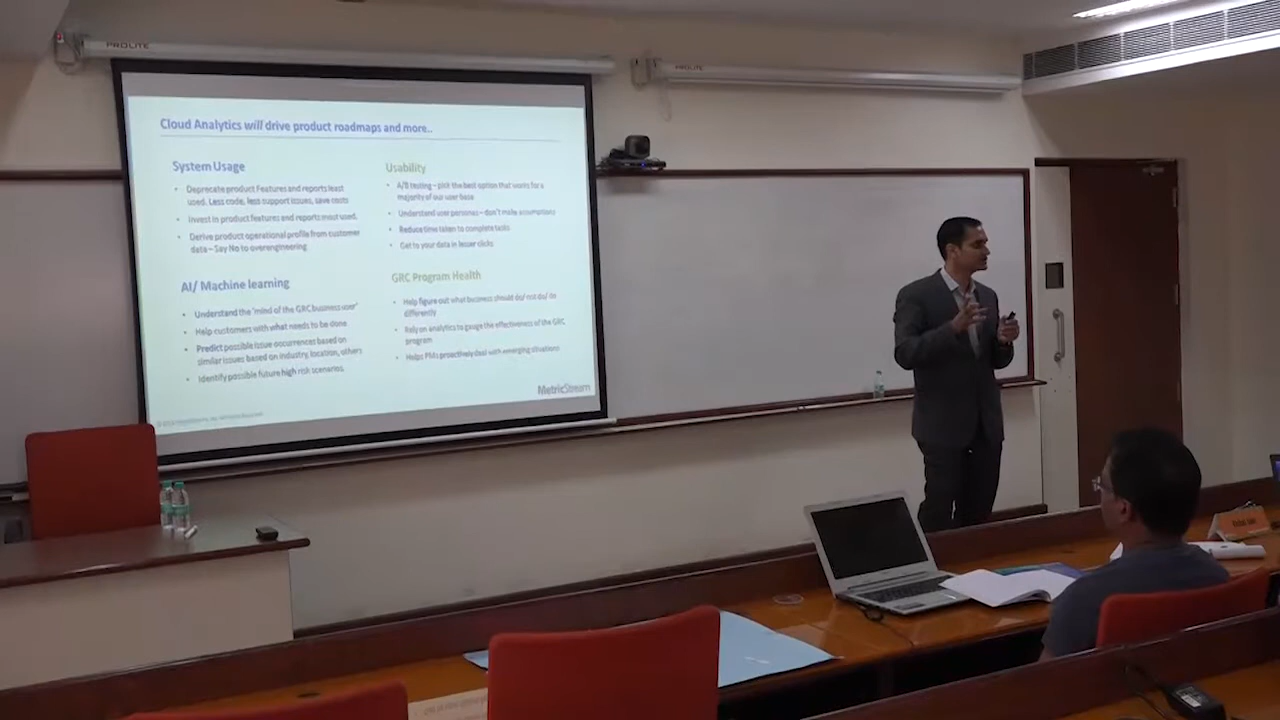 PROLITE
PROLITE
Cloud Analytics will drive product roadmaps and more..
System Usage
• Deprecate product Features and reports least
used. Less code, less support issues, save costs
• Invest in product features and reports most used.
• Derive product operational profile from customer
data – Say No to overengineering
AI/ Machine learning
• Understand the 'mind of the GRC business user'
• Help customers with what needs to be done
• Predict possible issue occurrences based on
similar issues based on industry, location, others
• Identify possible future high risk scenarios.
Usability
• A/B testing – pick the best option that works for a
majority of our user base
• Understand user personas – don't make assumptions
• Reduce time taken to complete tasks
• Get to your data in lesser clicks
GRC Program Health
• Help figure out what business should do/ not do/ do
differently
• Rely on analytics to gauge the effectiveness of the GRC
program
• Helps PMs proactively deal with emerging situations
MetricStream